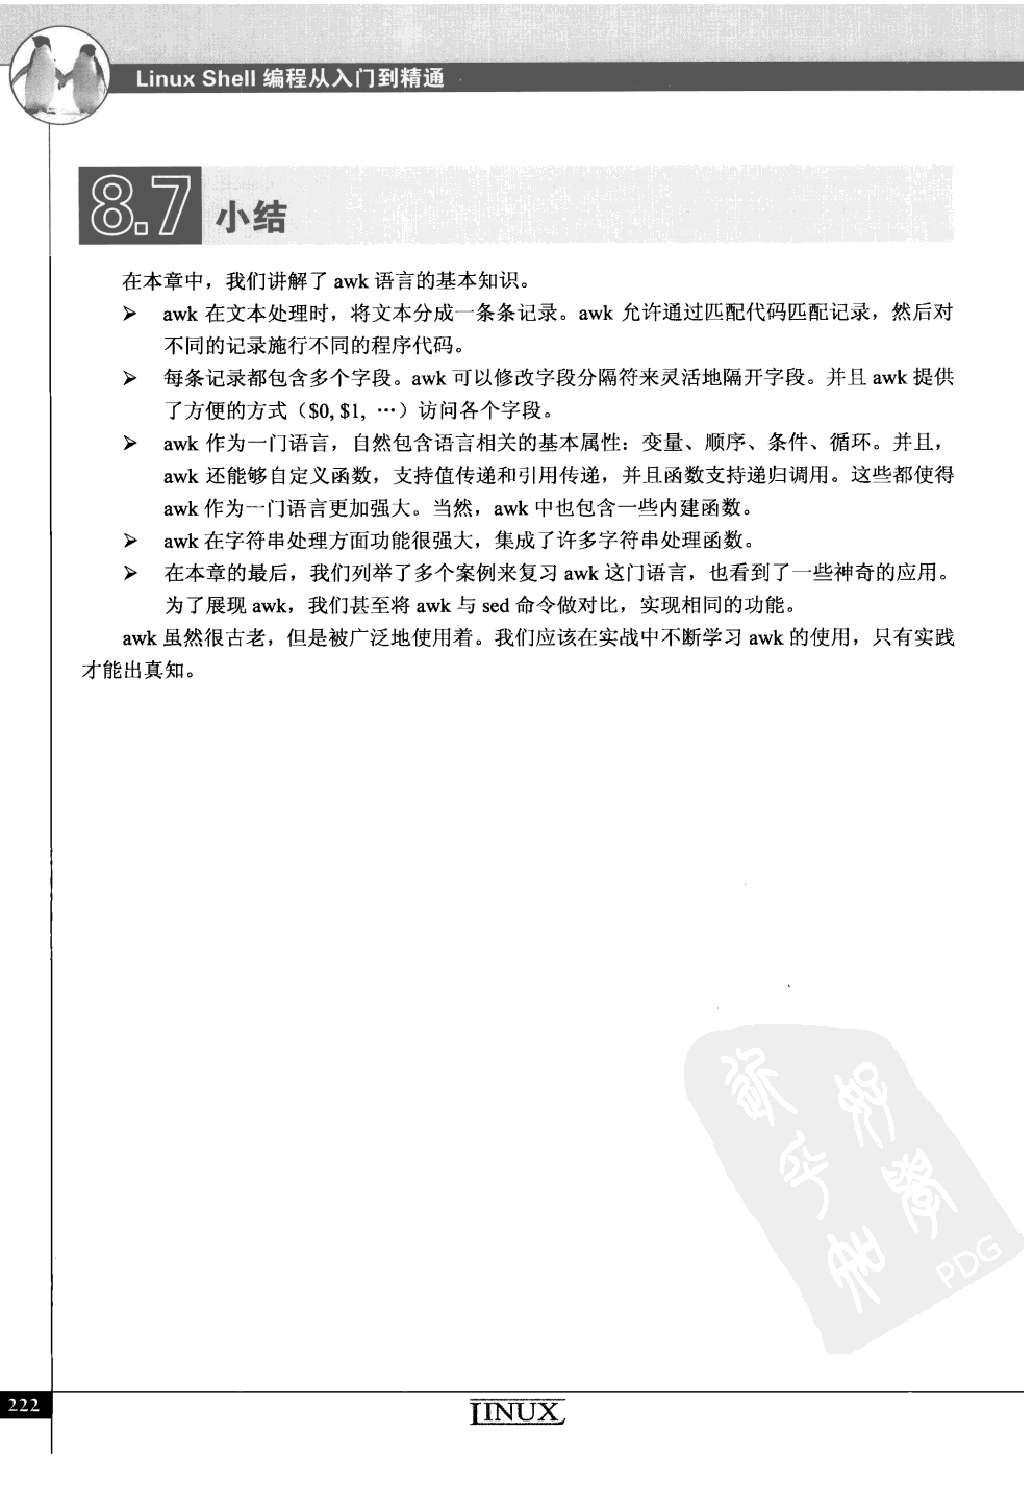 Linux Shell 编程从入门到精通
8.7 小结
在本章中，我们讲解了 awk 语言的基本知识。
➢ awk 在文本处理时，将文本分成一条条记录。awk 允许通过匹配代码匹配记录，然后对
不同的记录施行不同的程序代码。
➢ 每条记录都包含多个字段。awk 可以修改字段分隔符来灵活地隔开字段。并且 awk 提供
了方便的方式（$0, $1, …）访问各个字段。
➢ awk 作为一门语言，自然包含语言相关的基本属性：变量、顺序、条件、循环。并且，
awk 还能够自定义函数，支持值传递和引用传递，并且函数支持递归调用。这些都使得
awk 作为一门语言更加强大。当然，awk 中也包含一些内建函数。
➢ awk 在字符串处理方面功能很强大，集成了许多字符串处理函数。
➢ 在本章的最后，我们列举了多个案例来复习 awk 这门语言，也看到了一些神奇的应用。
为了展现 awk，我们甚至将 awk 与 sed 命令做对比，实现相同的功能。
awk 虽然很古老，但是被广泛地使用着。我们应该在实战中不断学习 awk 的使用，只有实践
才能出真知。
PDG
222
LINUX